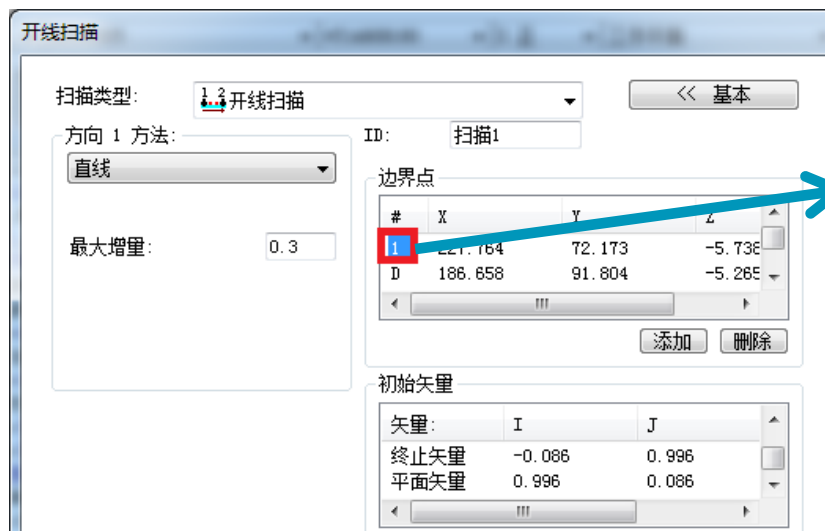 开线扫描
扫描类型: 1 2 开线扫描 << 基本
方向 1 方法: ID: 扫描1
直线
边界点
# X Y Z
最大增量: 0.3
1 72.173 -5.738
D 186.658 91.804 -5.265
添加 删除
初始矢量
矢量: I J
终止矢量 -0.086 0.996
平面矢量 0.996 0.086